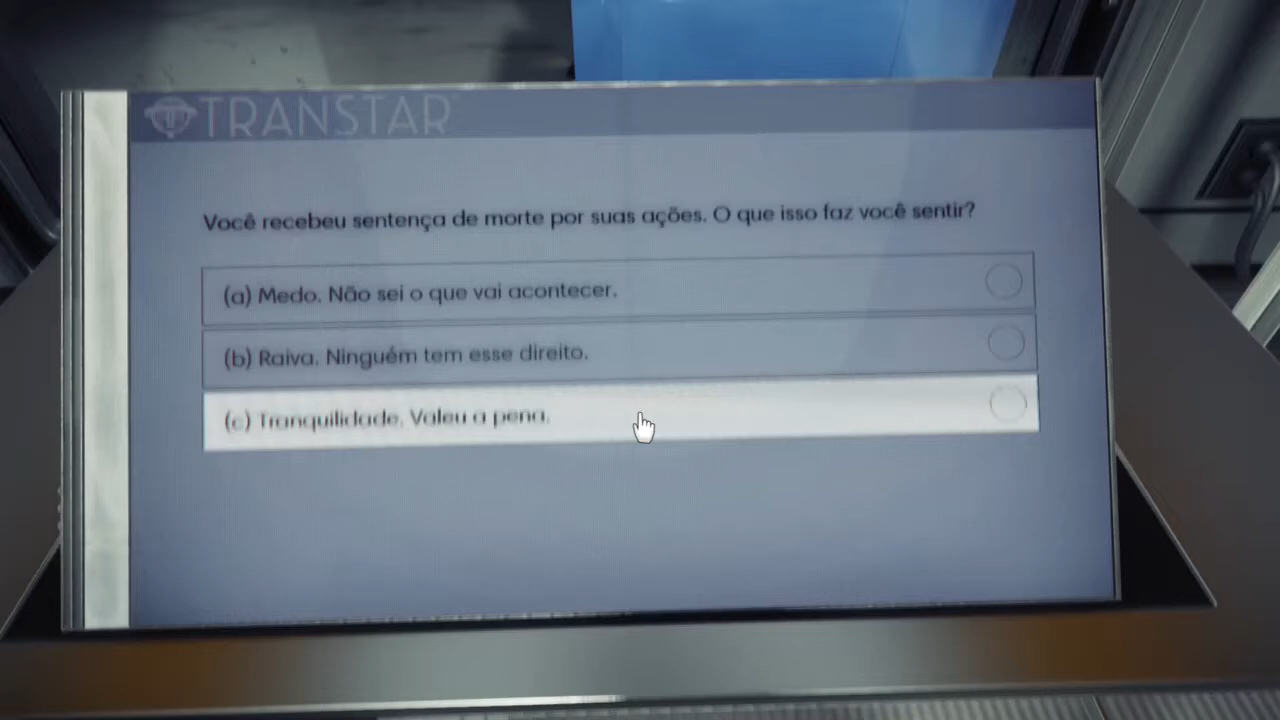 TRANSTAR
Você recebeu sentença de morte por suas ações. O que isso faz você sentir?
(a) Medo. Não sei o que vai acontecer.
(b) Raiva. Ninguém tem esse direito.
(c) Tranquilidade. Valeu a pena.